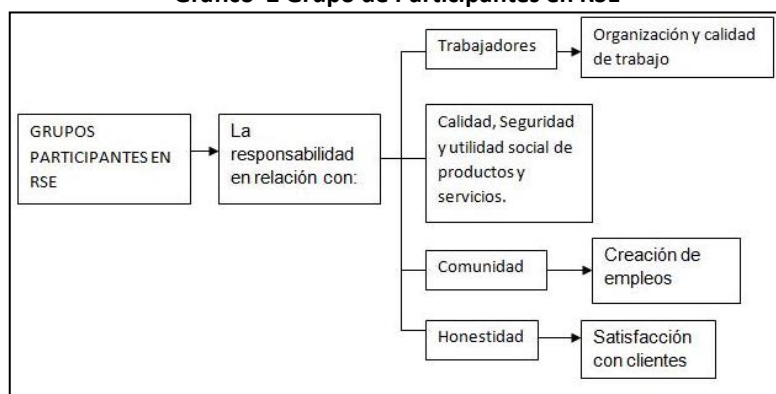 Gráfico 2 Grupo de Participantes en RSE
Trabajadores
Organización y calidad
de trabajo
GRUPOS
PARTICIPANTES EN
RSE
La
responsabilidad
en relación con:
Calidad, Seguridad
y utilidad social de
productos y
servicios.
Comunidad
Creación de
empleos
Honestidad
Satisfacción
con clientes